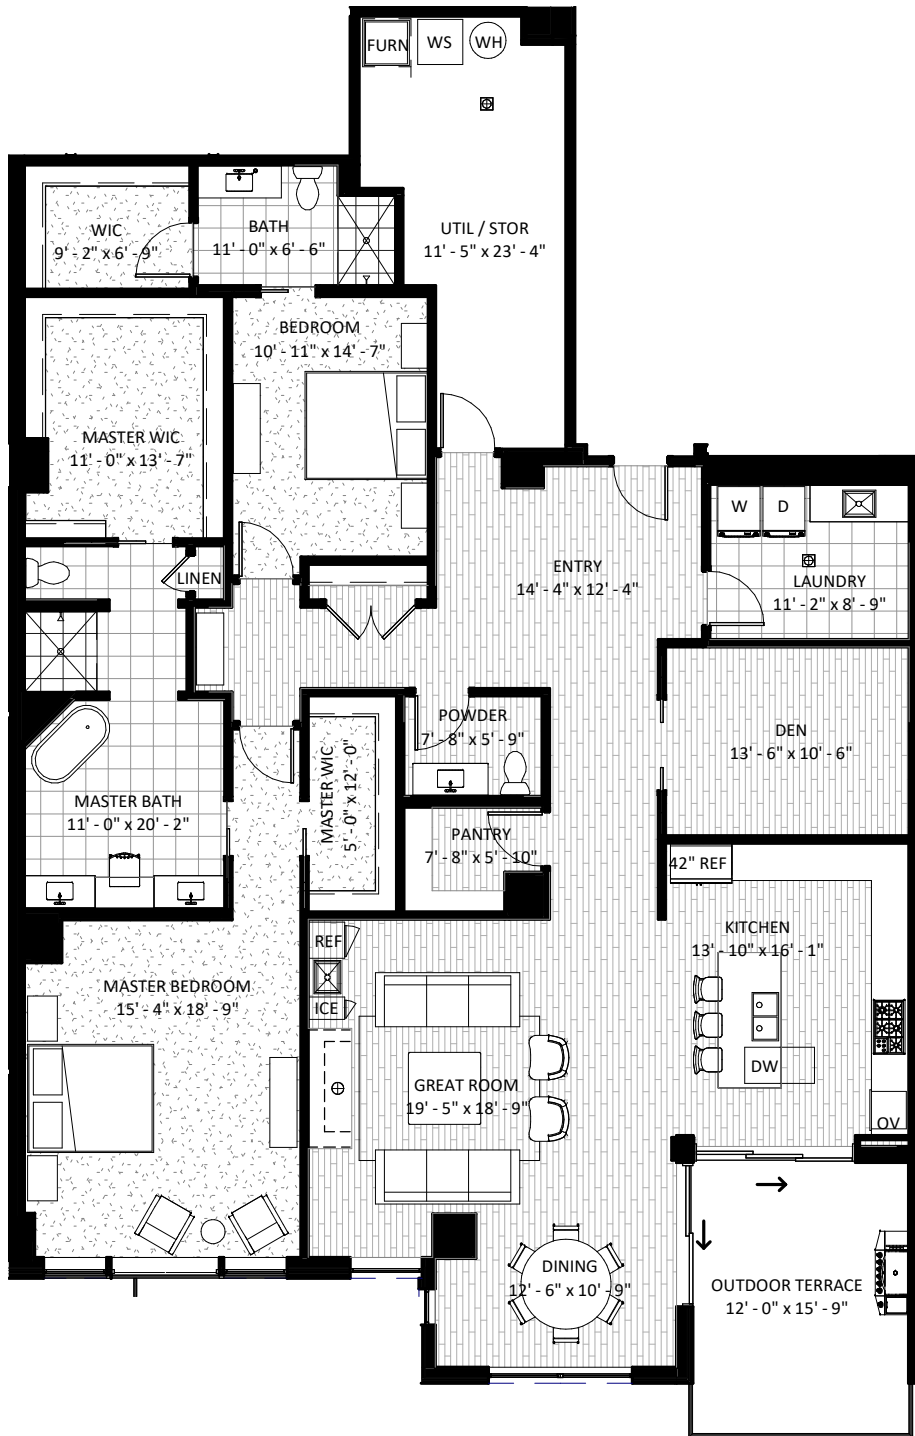 FURN
WS
WH
UTIL / STOR
11' - 5" x 23' - 4"
WIC
9' - 2" x 6' - 9"
BATH
11' - 0" x 6' - 6"
BEDROOM
10' - 11" x 14' - 7"
MASTER WIC
11' - 0" x 13' - 7"
LINEN
ENTRY
14' - 4" x 12' - 4"
W
D
LAUNDRY
11' - 2" x 8' - 9"
POWDER
7' - 8" x 5' - 9"
DEN
13' - 6" x 10' - 6"
MASTER WIC
5' - 0" x 12' - 0"
MASTER BATH
11' - 0" x 20' - 2"
PANTRY
7' - 8" x 5' - 10"
42" REF
KITCHEN
13' - 10" x 16' - 1"
REF
ICE
MASTER BEDROOM
15' - 4" x 18' - 9"
GREAT ROOM
19' - 5" x 18' - 9"
DW
OV
DINING
12' - 6" x 10' - 9"
OUTDOOR TERRACE
12' - 0" x 15' - 9"